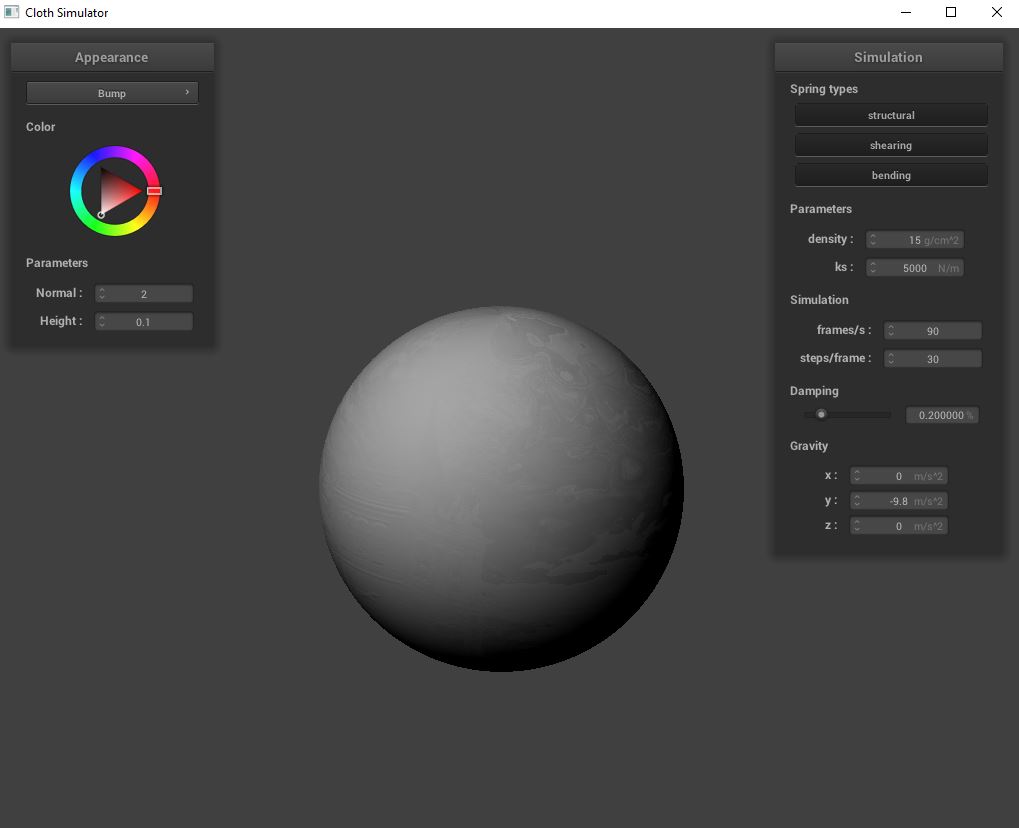 Cloth Simulator
Appearance
Bump
Color
Parameters
Normal : 2
Height : 0.1
Simulation
Spring types
structural
shearing
bending
Parameters
density : 15 g/cm^2
ks : 5000 N/m
Simulation
frames/s : 90
steps/frame : 30
Damping
0.200000 %
Gravity
x : 0 m/s^2
y : -9.8 m/s^2
z : 0 m/s^2